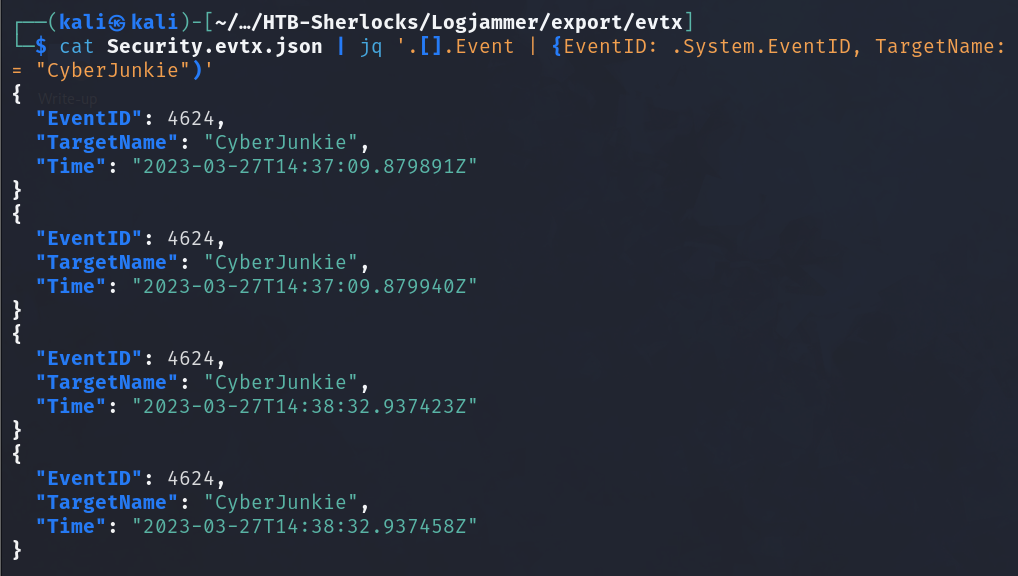 ┌──(kali㉿kali)-[~/…/HTB-Sherlocks/Logjammer/export/evtx]
└─$ cat Security.evtx.json | jq '.[].Event | {EventID: .System.EventID, TargetName:
= "CyberJunkie")'
{
Write-up
"EventID": 4624,
"TargetName": "CyberJunkie",
"Time": "2023-03-27T14:37:09.879891Z"
}
{
"EventID": 4624,
"TargetName": "CyberJunkie",
"Time": "2023-03-27T14:37:09.879940Z"
}
{
"EventID": 4624,
"TargetName": "CyberJunkie",
"Time": "2023-03-27T14:38:32.937423Z"
}
{
"EventID": 4624,
"TargetName": "CyberJunkie",
"Time": "2023-03-27T14:38:32.937458Z"
}